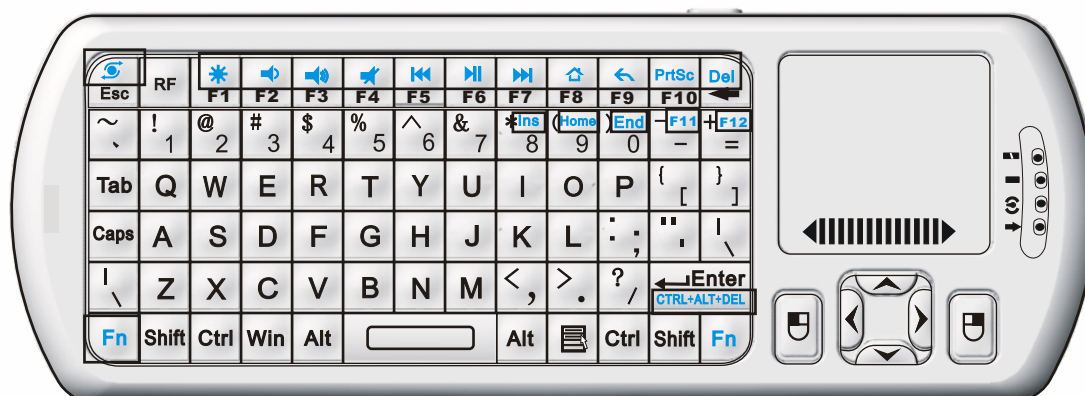 PrtSc Del
Esc RF F1 F2 F3 F4 F5 F6 F7 F8 F9 F10
~ ! @ # $ % ^ & * Ins ( Home ) End - F11 + F12
` 1 2 3 4 5 6 7 8 9 0 - =
Tab Q W E R T Y U I O P { [ } ]
Caps A S D F G H J K L : ; " . | \
| \ Z X C V B N M < , > . ? / Enter
CTRL+ALT+DEL
Fn Shift Ctrl Win Alt Alt Ctrl Shift Fn